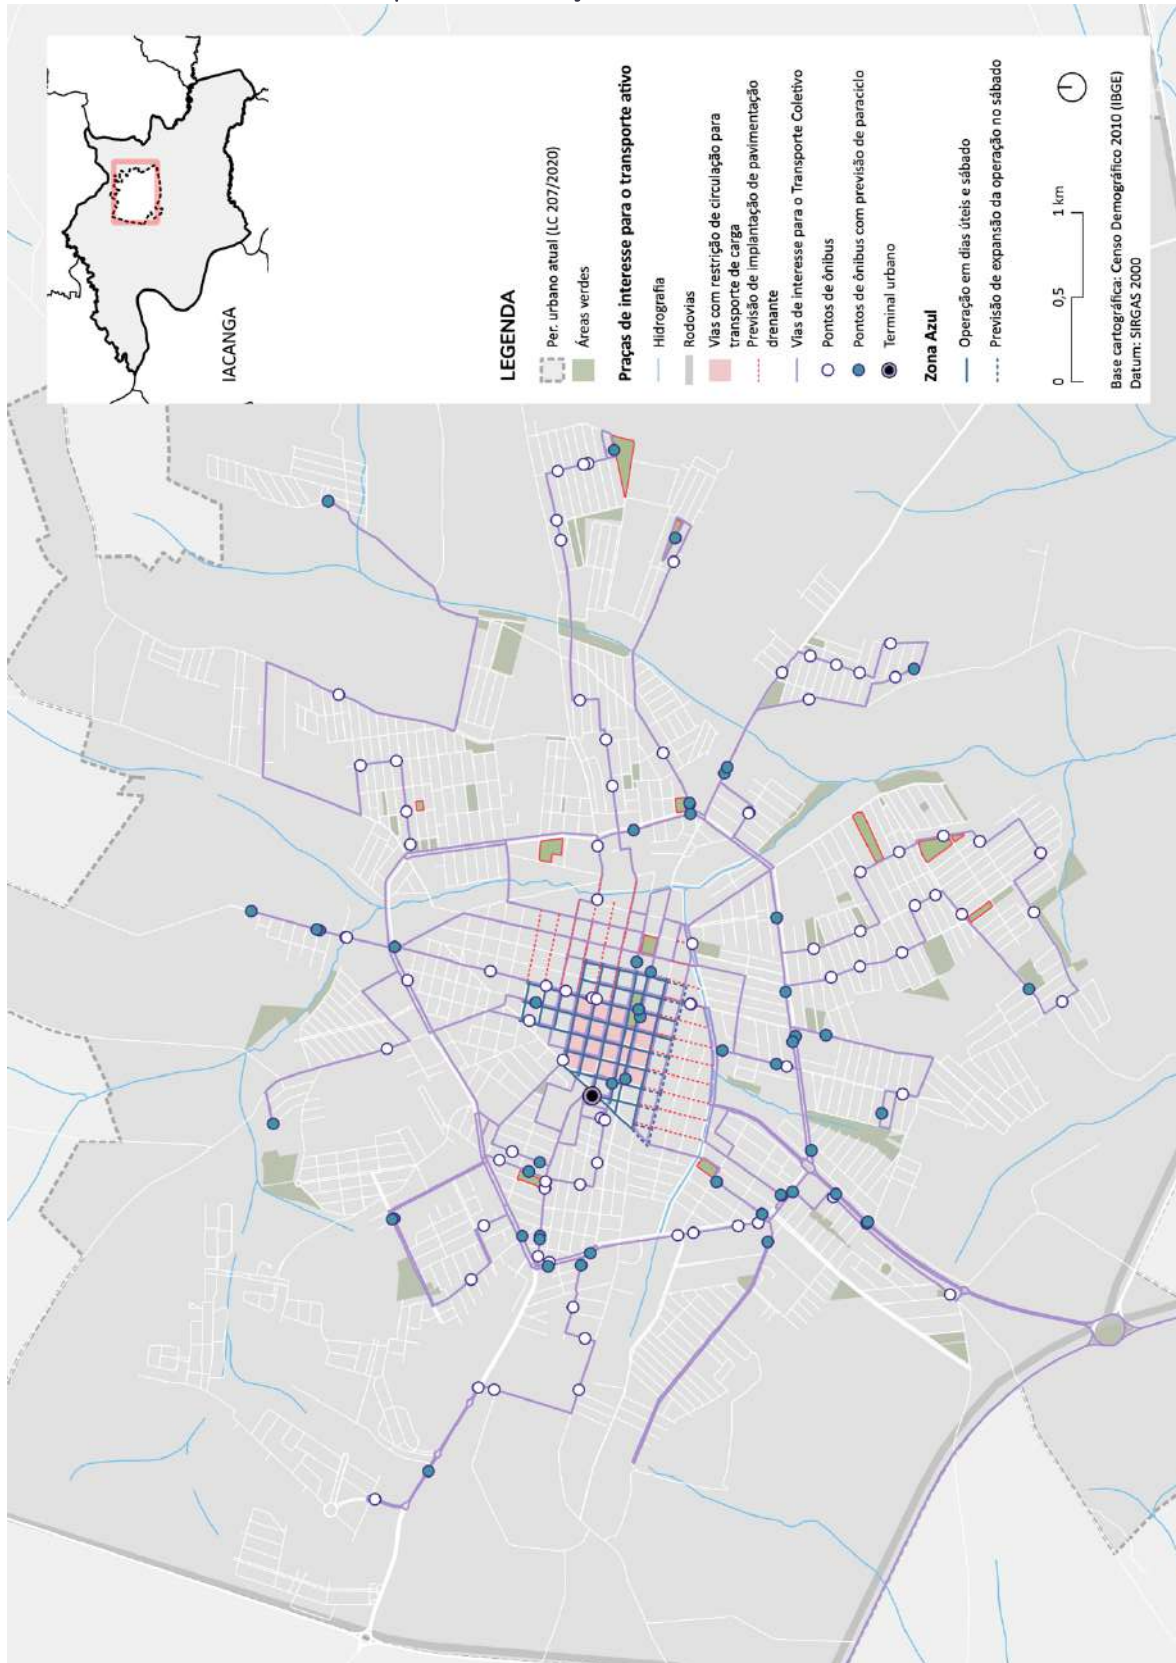 IACANGA
LEGENDA
Per. urbano atual (LC 207/2020)
Áreas verdes
Praças de interesse para o transporte ativo
Hidrografia
Rodovias
Vias com restrição de circulação para
transporte de carga
Previsão de implantação de pavimentação
drenante
Vias de interesse para o Transporte Coletivo
Pontos de ônibus
Pontos de ônibus com previsão de paraciclo
Terminal urbano
Zona Azul
Operação em dias úteis e sábado
Previsão de expansão da operação no sábado
0 0,5 1 km
Base cartográfica: Censo Demográfico 2010 (IBGE)
Datum: SIRGAS 2000